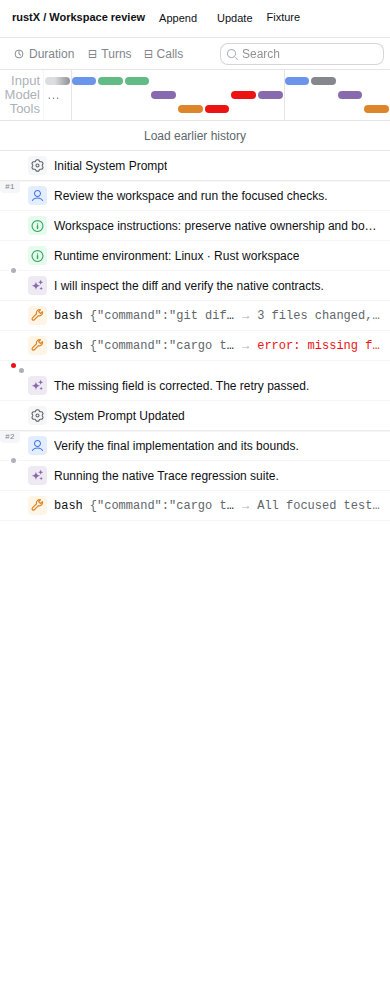 rustX / Workspace review Append Update Fixture
Duration Turns Calls Search
Input
Model ...
Tools
Load earlier history
Initial System Prompt
#1
Review the workspace and run the focused checks.
Workspace instructions: preserve native ownership and bo…
Runtime environment: Linux · Rust workspace
I will inspect the diff and verify the native contracts.
bash {"command":"git dif… → 3 files changed,…
bash {"command":"cargo t… → error: missing f…
The missing field is corrected. The retry passed.
System Prompt Updated
#2
Verify the final implementation and its bounds.
Running the native Trace regression suite.
bash {"command":"cargo t… → All focused test…